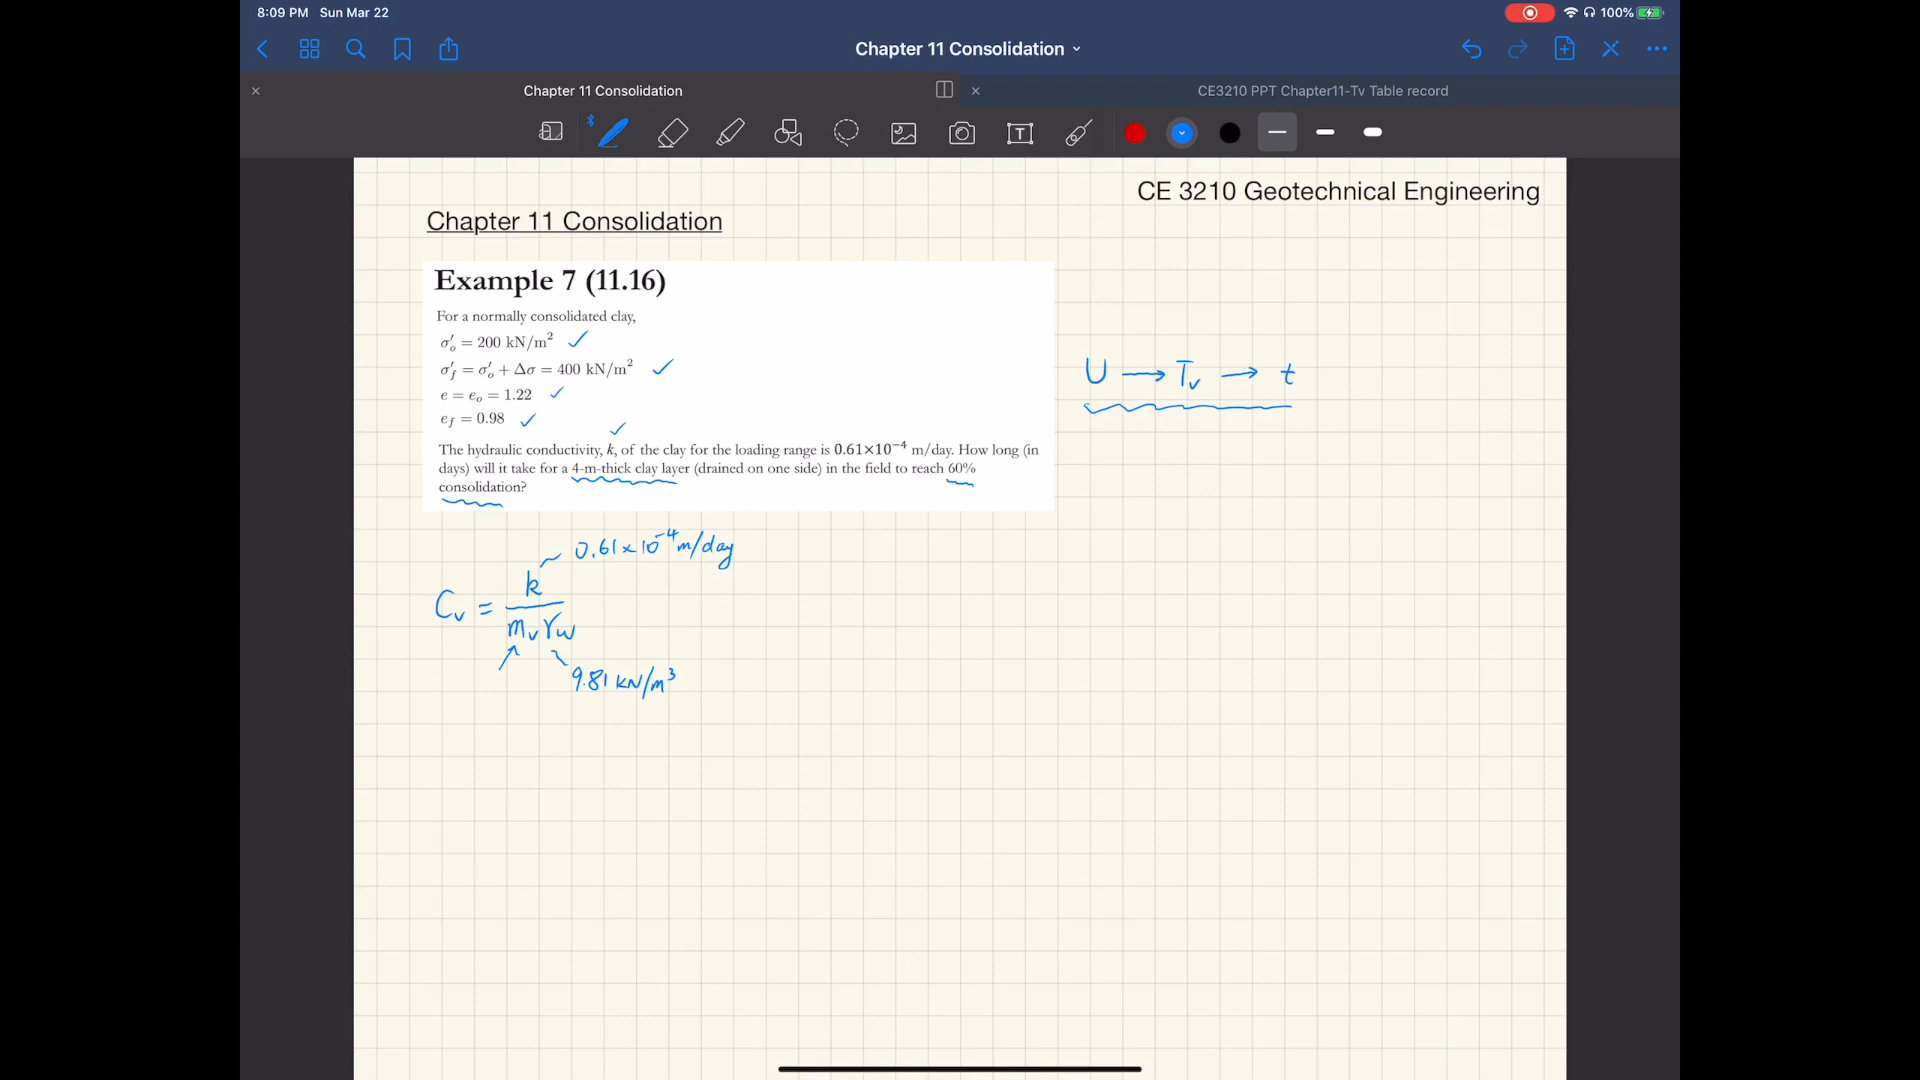 8:09 PM Sun Mar 22
100%
Chapter 11 Consolidation
Chapter 11 Consolidation
CE3210 PPT Chapter11-Tv Table record
T
CE 3210 Geotechnical Engineering
Chapter 11 Consolidation
Example 7 (11.16)
For a normally consolidated clay,
σ′ₒ = 200 kN/m²
σ′_f = σ′ₒ + Δσ = 400 kN/m²
e = eₒ = 1.22
e_f = 0.98
The hydraulic conductivity, k, of the clay for the loading range is 0.61×10⁻⁴ m/day. How long (in
days) will it take for a 4-m-thick clay layer (drained on one side) in the field to reach 60%
consolidation?
U → Tᵥ → t
0.61×10⁻⁴ m/day
Cᵥ = k / mᵥ γw
9.81 kN/m³